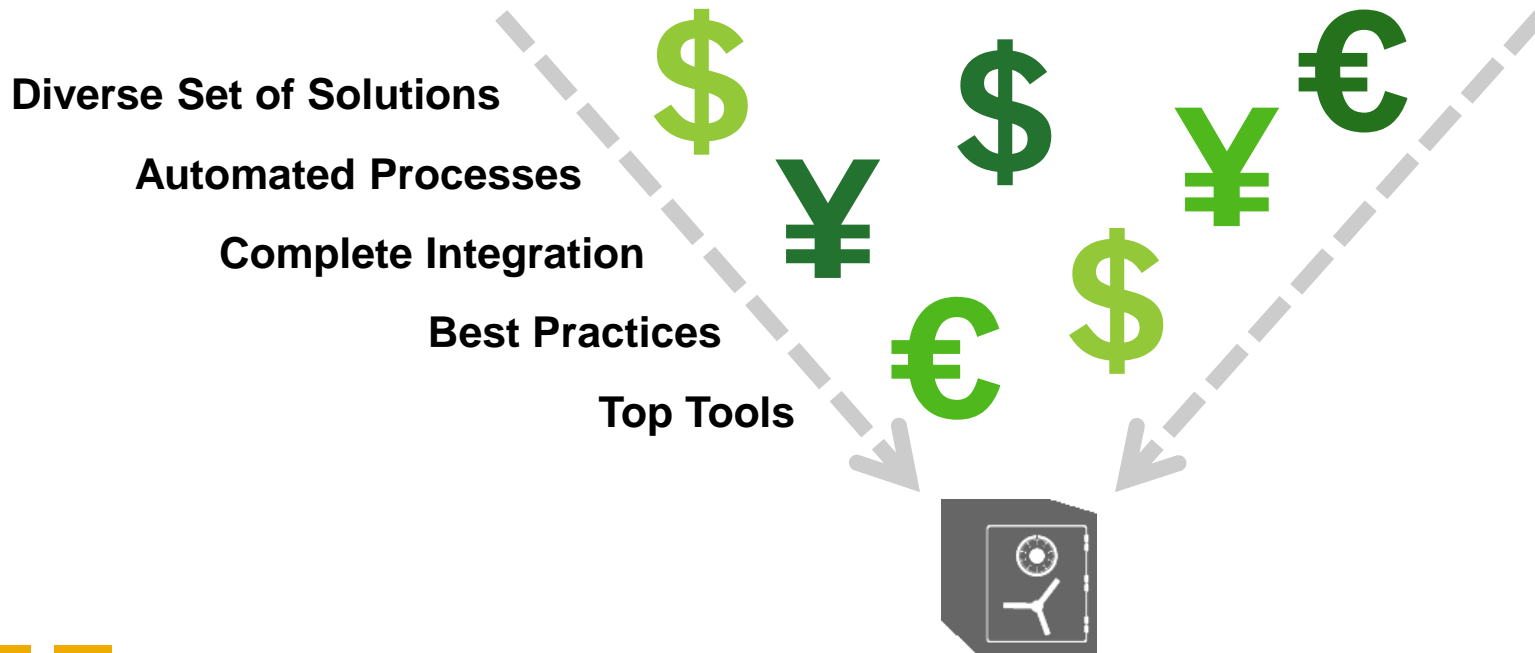 Diverse Set of Solutions
Automated Processes
Complete Integration
Best Practices
Top Tools
$
$
€
¥
¥
$
€